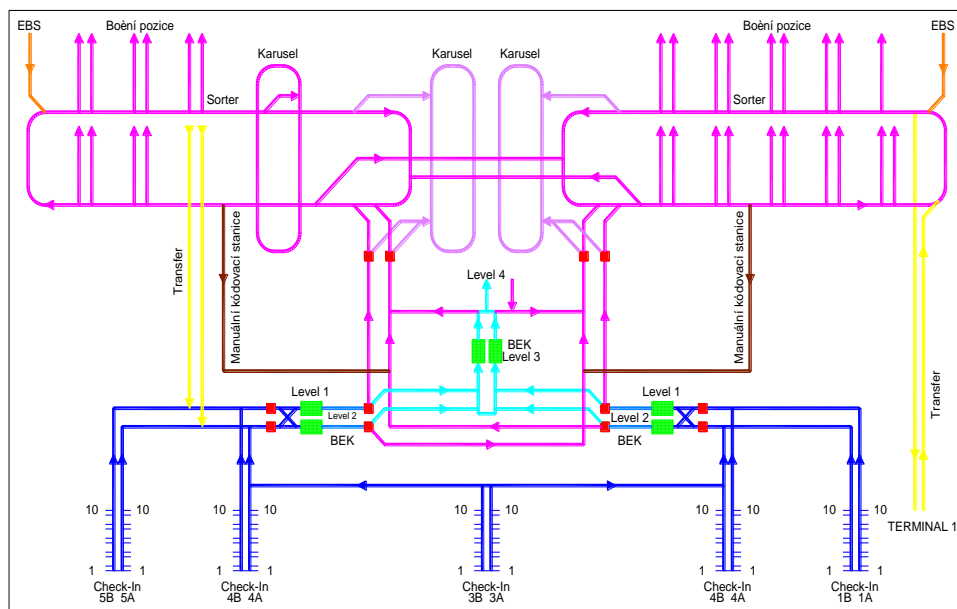 EBS
Boèní pozice
Boèní pozice
EBS
Karusel
Karusel
Karusel
Sorter
Sorter
Transfer
Manuální kódovací stanice
Manuální kódovací stanice
Transfer
Level 4
BEK
Level 3
Level 1
Level 2
BEK
Level 1
Level 2
BEK
10
10
10
10
10
10
10
10
10
10
TERMINAL 1
1
1
1
1
1
1
1
1
1
1
Check-In
5B 5A
Check-In
4B 4A
Check-In
3B 3A
Check-In
4B 4A
Check-In
1B 1A